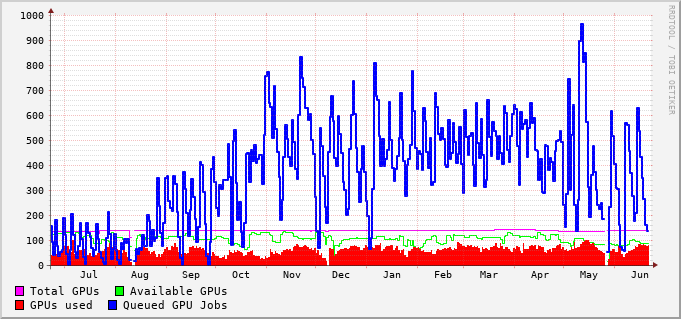 1000
900
800
700
600
500
400
300
200
100
0
Jul Aug Sep Oct Nov Dec Jan Feb Mar Apr May Jun
Total GPUs Available GPUs
GPUs used Queued GPU Jobs
RRDTOOL / TOBI OETIKER